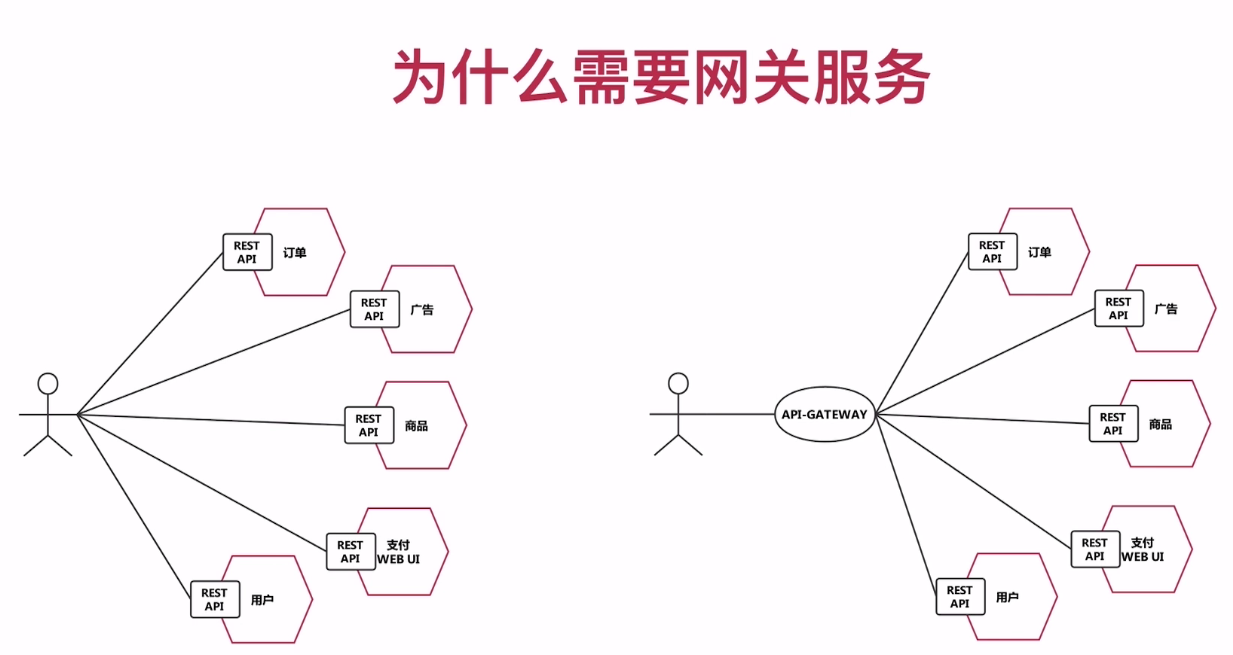 为什么需要网关服务
REST
API
订单
REST
API
广告
REST
API
商品
REST
API
支付
WEB UI
REST
API
用户
API-GATEWAY
REST
API
订单
REST
API
广告
REST
API
商品
REST
API
支付
WEB UI
REST
API
用户